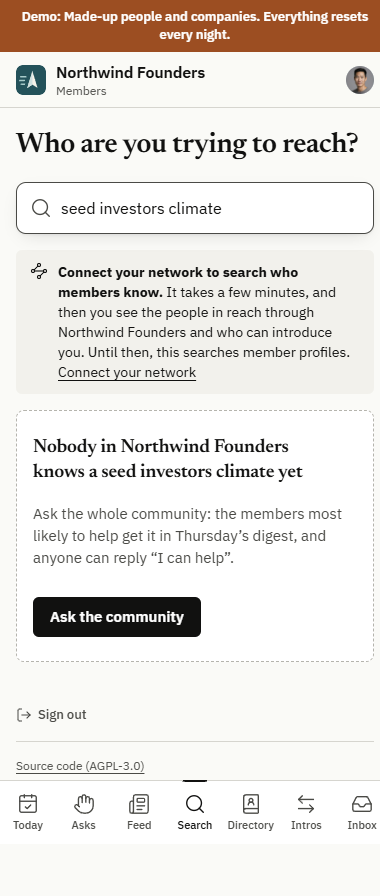 Demo: Made-up people and companies. Everything resets
every night.
Northwind Founders
Members
Who are you trying to reach?
seed investors climate
Connect your network to search who
members know. It takes a few minutes, and
then you see the people in reach through
Northwind Founders and who can introduce
you. Until then, this searches member profiles.
Connect your network
Nobody in Northwind Founders
knows a seed investors climate yet
Ask the whole community: the members most
likely to help get it in Thursday’s digest, and
anyone can reply “I can help”.
Ask the community
Sign out
Source code (AGPL-3.0)
Today Asks Feed Search Directory Intros Inbox